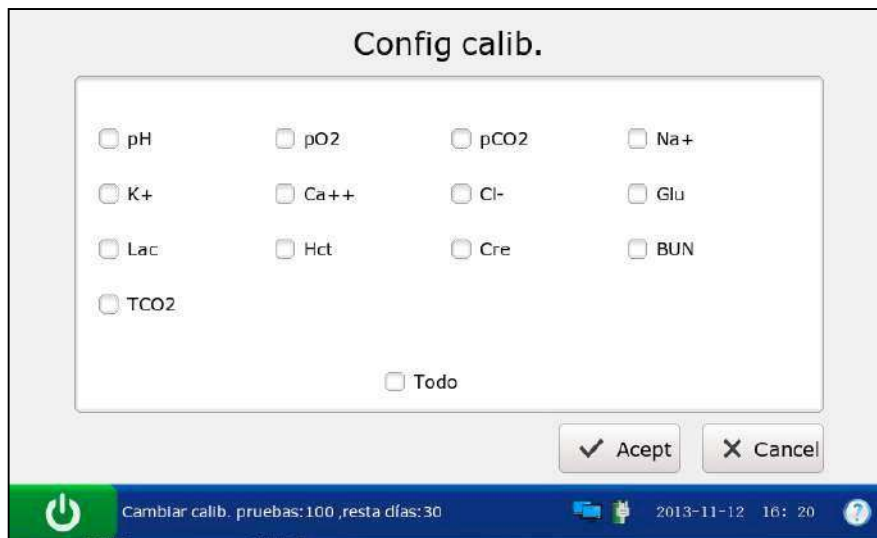 Config calib.
pH pO2 pCO2 Na+
K+ Ca++ Cl- Glu
Lac Hct Cre BUN
TCO2
Todo
Acept Cancel
Cambiar calib. pruebas:100 ,resta días:30 2013-11-12 16: 20 ?